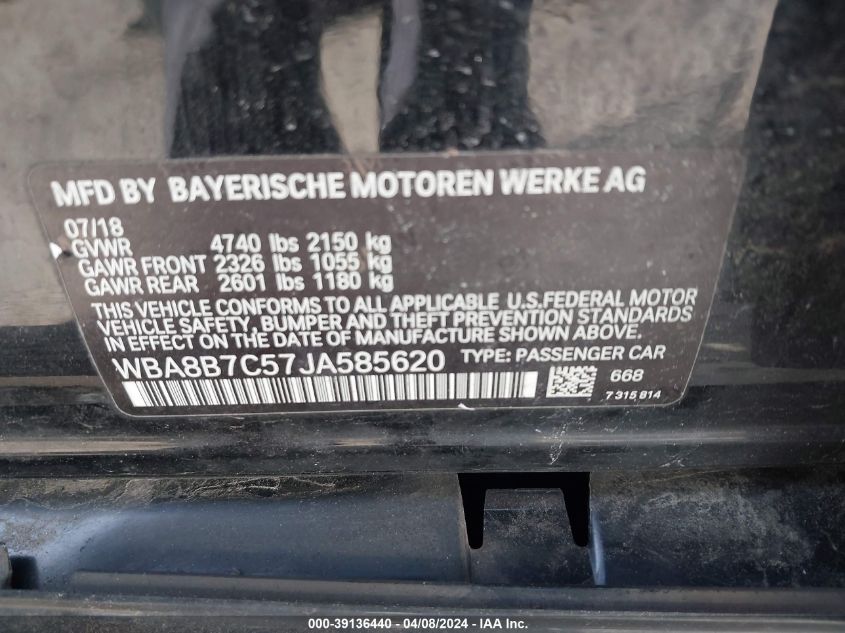 MFD BY BAYERISCHE MOTOREN WERKE AG
07/18
GVWR 4740 lbs 2150 kg
GAWR FRONT 2326 lbs 1055 kg
GAWR REAR 2601 lbs 1180 kg
THIS VEHICLE CONFORMS TO ALL APPLICABLE U.S.FEDERAL MOTOR
VEHICLE SAFETY, BUMPER AND THEFT PREVENTION STANDARDS
IN EFFECT ON THE DATE OF MANUFACTURE SHOWN ABOVE.
WBA8B7C57JA585620 TYPE: PASSENGER CAR
668
7 315 814
000-39136440 - 04/08/2024 - IAA Inc.